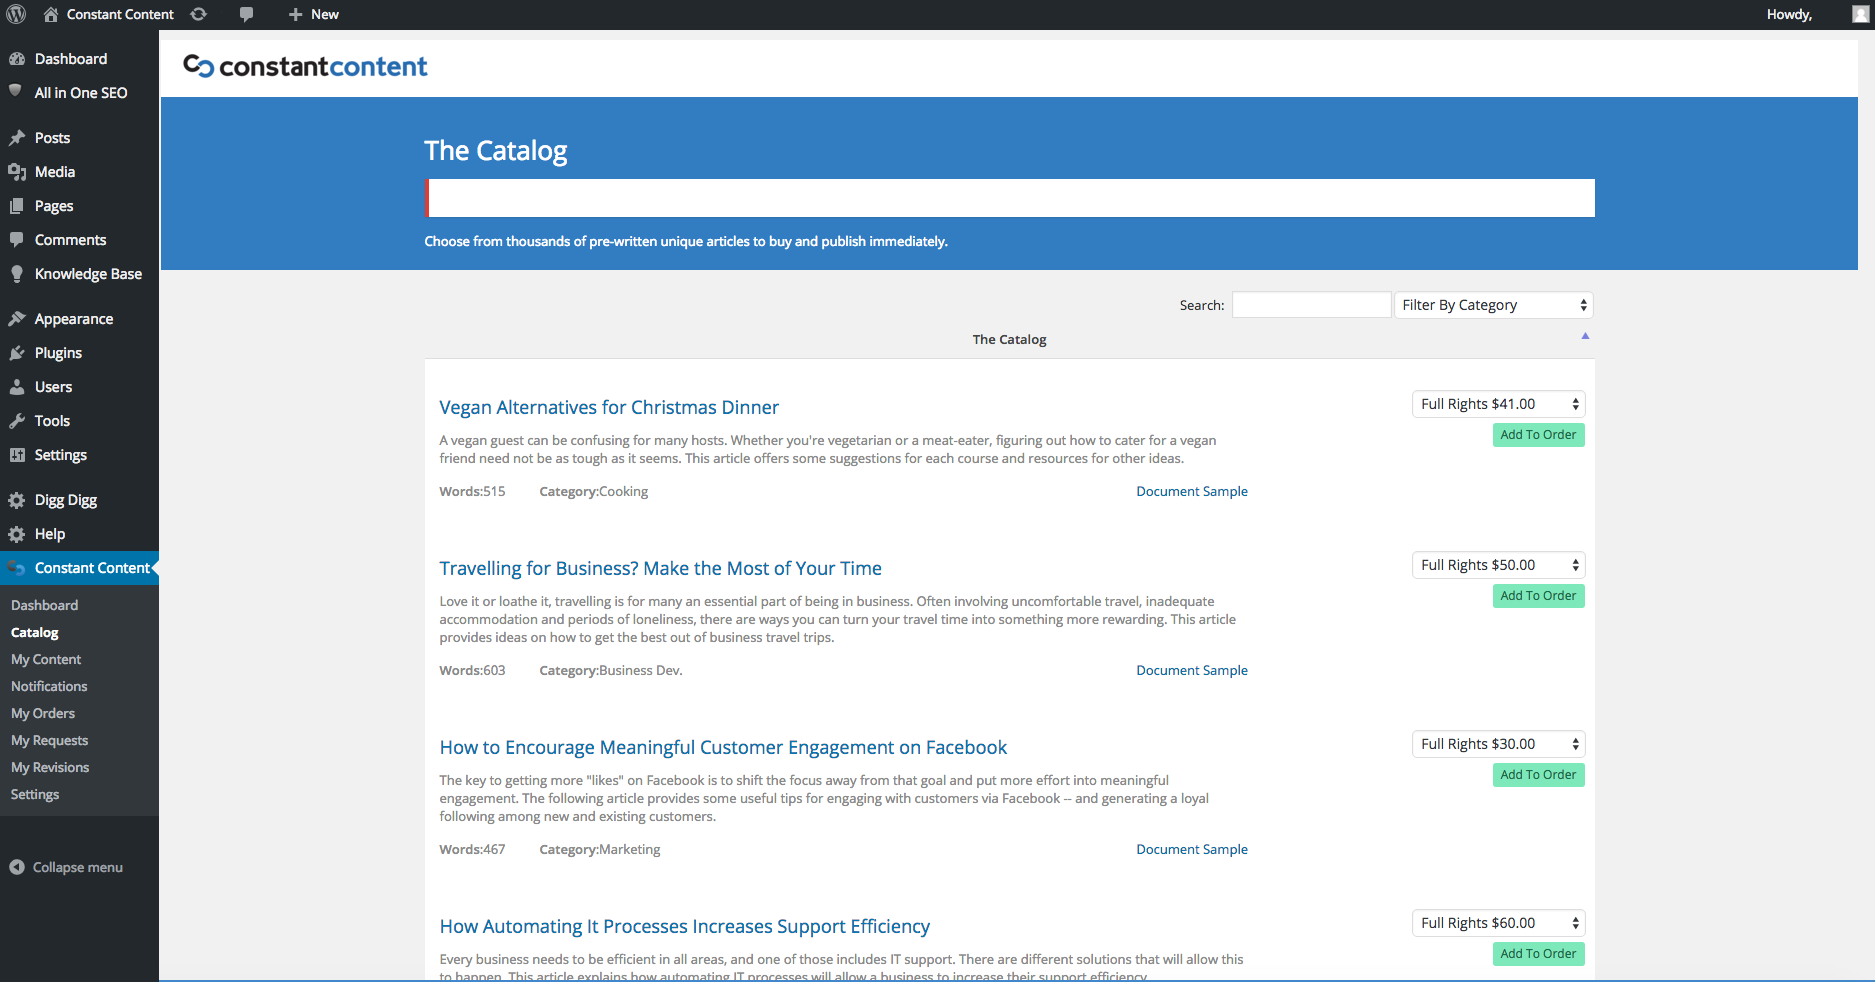 Constant Content
New
Howdy,
Dashboard
All in One SEO
Posts
Media
Pages
Comments
Knowledge Base
Appearance
Plugins
Users
Tools
Settings
Digg Digg
Help
Constant Content
Dashboard
Catalog
My Content
Notifications
My Orders
My Requests
My Revisions
Settings
Collapse menu
constantcontent
The Catalog
Choose from thousands of pre-written unique articles to buy and publish immediately.
Search:
Filter By Category
The Catalog
Vegan Alternatives for Christmas Dinner
Full Rights $41.00
Add To Order
A vegan guest can be confusing for many hosts. Whether you're vegetarian or a meat-eater, figuring out how to cater for a vegan
friend need not be as tough as it seems. This article offers some suggestions for each course and resources for other ideas.
Words:515 Category:Cooking Document Sample
Travelling for Business? Make the Most of Your Time
Full Rights $50.00
Add To Order
Love it or loathe it, travelling is for many an essential part of being in business. Often involving uncomfortable travel, inadequate
accommodation and periods of loneliness, there are ways you can turn your travel time into something more rewarding. This article
provides ideas on how to get the best out of business travel trips.
Words:603 Category:Business Dev. Document Sample
How to Encourage Meaningful Customer Engagement on Facebook
Full Rights $30.00
Add To Order
The key to getting more "likes" on Facebook is to shift the focus away from that goal and put more effort into meaningful
engagement. The following article provides some useful tips for engaging with customers via Facebook -- and generating a loyal
following among new and existing customers.
Words:467 Category:Marketing Document Sample
How Automating It Processes Increases Support Efficiency
Full Rights $60.00
Add To Order
Every business needs to be efficient in all areas, and one of those includes IT support. There are different solutions that will allow this
to happen. This article explains how automating IT processes will allow a business to increase their support efficiency.